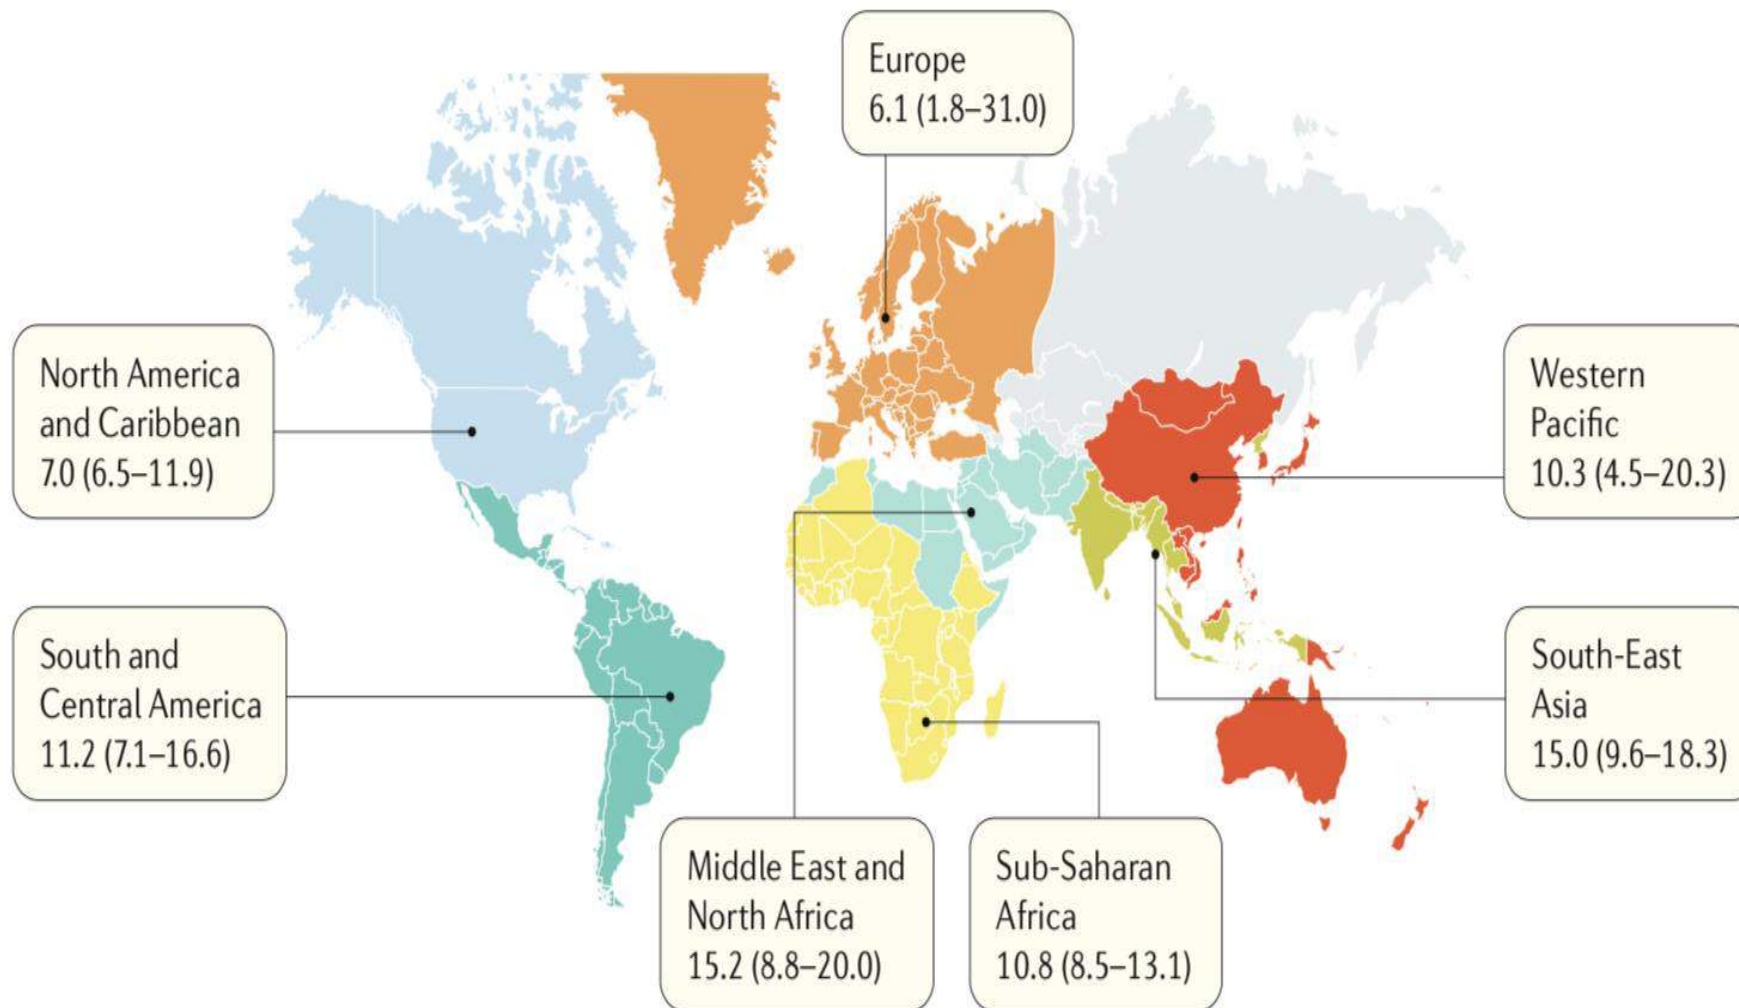 Europe
6.1 (1.8–31.0)
North America
and Caribbean
7.0 (6.5–11.9)
Western
Pacific
10.3 (4.5–20.3)
South and
Central America
11.2 (7.1–16.6)
South-East
Asia
15.0 (9.6–18.3)
Middle East and
North Africa
15.2 (8.8–20.0)
Sub-Saharan
Africa
10.8 (8.5–13.1)